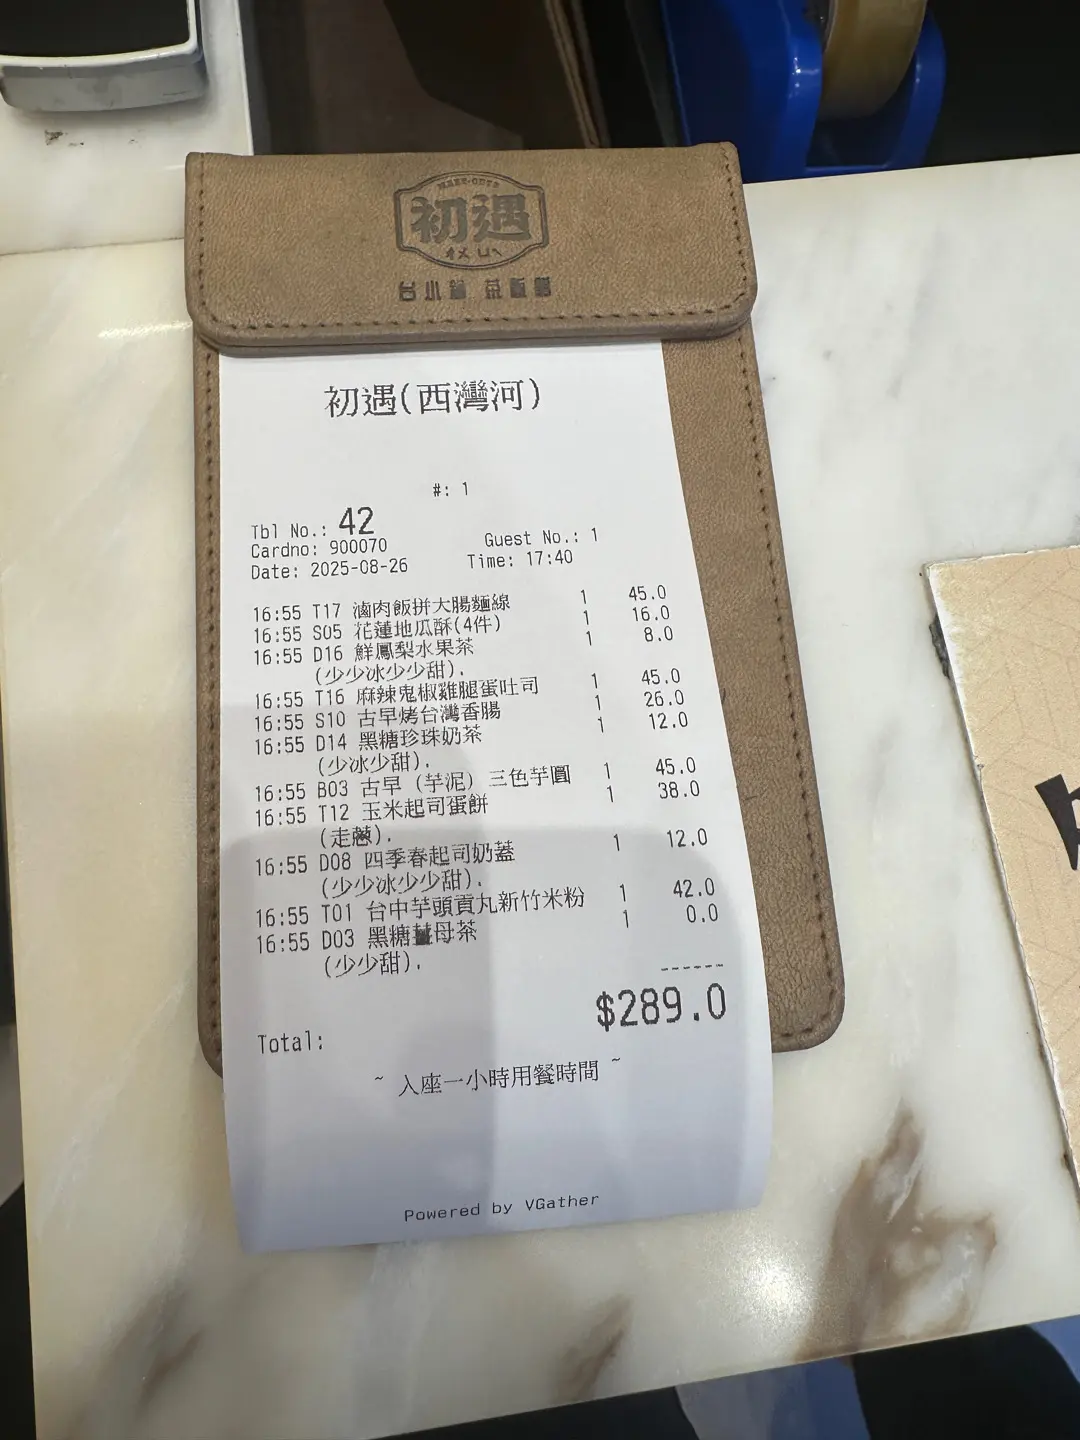 初遇
台小鋪 茶飯館
初遇(西灣河)
#: 1
Tbl No.: 42
Cardno: 900070 Guest No.: 1
Date: 2025-08-26 Time: 17:40
16:55 T17 滷肉飯拼大腸麵線 1 45.0
16:55 S05 花蓮地瓜酥(4件) 1 16.0
16:55 D16 鮮鳳梨水果茶 1 8.0
(少少冰少少甜).
16:55 T16 麻辣鬼椒雞腿蛋吐司 1 45.0
16:55 S10 古早烤台灣香腸 1 26.0
16:55 D14 黑糖珍珠奶茶 1 12.0
(少冰少甜).
16:55 B03 古早（芋泥）三色芋圓 1 45.0
16:55 T12 玉米起司蛋餅 1 38.0
(走蔥).
16:55 D08 四季春起司奶蓋 1 12.0
(少少冰少少甜).
16:55 T01 台中芋頭貢丸新竹米粉 1 42.0
16:55 D03 黑糖薑母茶 1 0.0
(少少甜).
------
Total: $289.0
~ 入座一小時用餐時間 ~
Powered by VGather